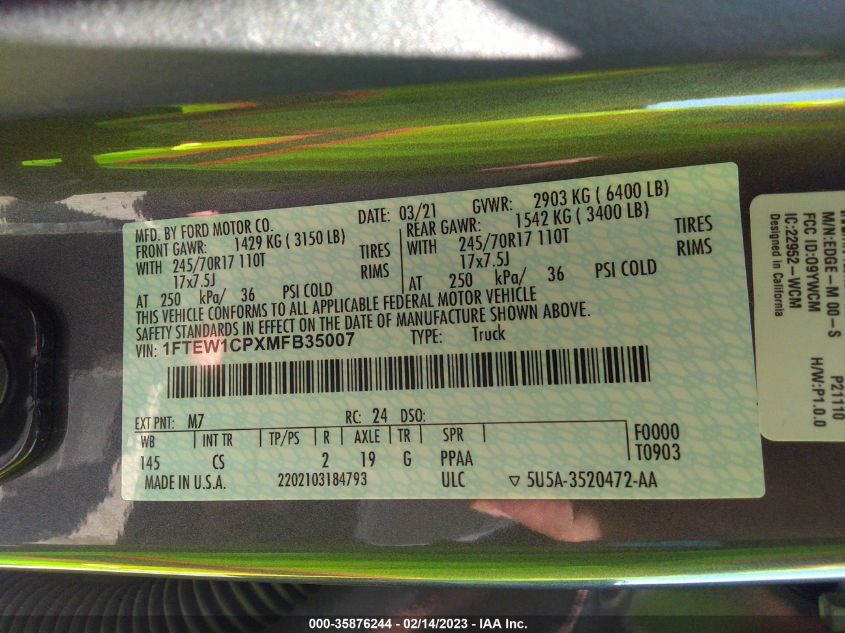 MFD. BY FORD MOTOR CO.
DATE: 03/21 GVWR: 2903 KG ( 6400 LB)
FRONT GAWR: 1429 KG ( 3150 LB)
REAR GAWR: 1542 KG ( 3400 LB)
WITH 245/70R17 110T TIRES
WITH 245/70R17 110T TIRES
17x7.5J RIMS
17x7.5J RIMS
AT 250 kPa/ 36 PSI COLD
AT 250 kPa/ 36 PSI COLD
THIS VEHICLE CONFORMS TO ALL APPLICABLE FEDERAL MOTOR VEHICLE
SAFETY STANDARDS IN EFFECT ON THE DATE OF MANUFACTURE SHOWN ABOVE.
VIN: 1FTEW1CPXMFB35007 TYPE: Truck
EXT PNT: M7 RC: 24 DSO:
WB INT TR TP/PS R AXLE TR SPR F0000
145 CS 2 19 G PPAA T0903
MADE IN U.S.A. 2202103184793 ULC ▽ 5U5A-3520472-AA
M/N:EDGE-M 00-S P21110
FCC ID:O9YWCM H/W:P1.0.0
IC:22952-WCM
Designed in California
000-35876244 - 02/14/2023 - IAA Inc.